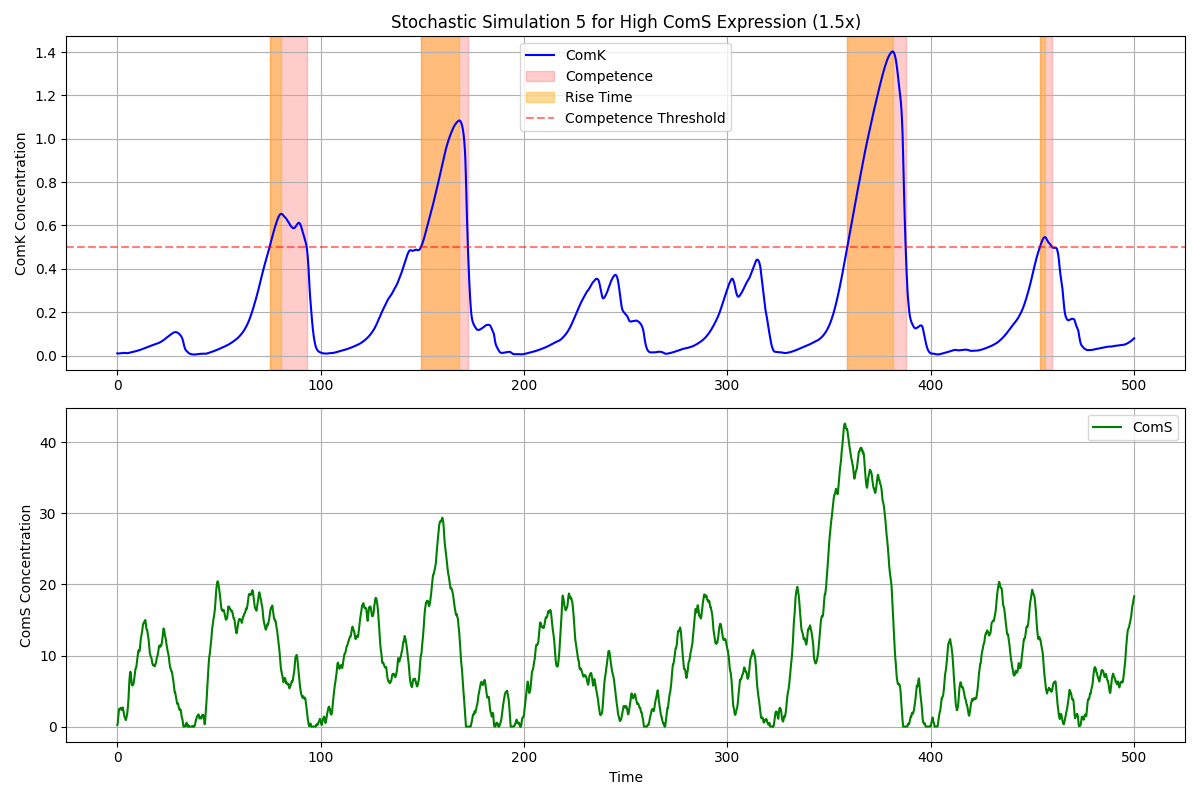 Stochastic Simulation 5 for High ComS Expression (1.5x)
ComK Concentration
1.4
1.2
1.0
0.8
0.6
0.4
0.2
0.0
ComK
Competence
Rise Time
Competence Threshold
0 100 200 300 400 500
ComS Concentration
40
30
20
10
0
ComS
0 100 200 300 400 500
Time